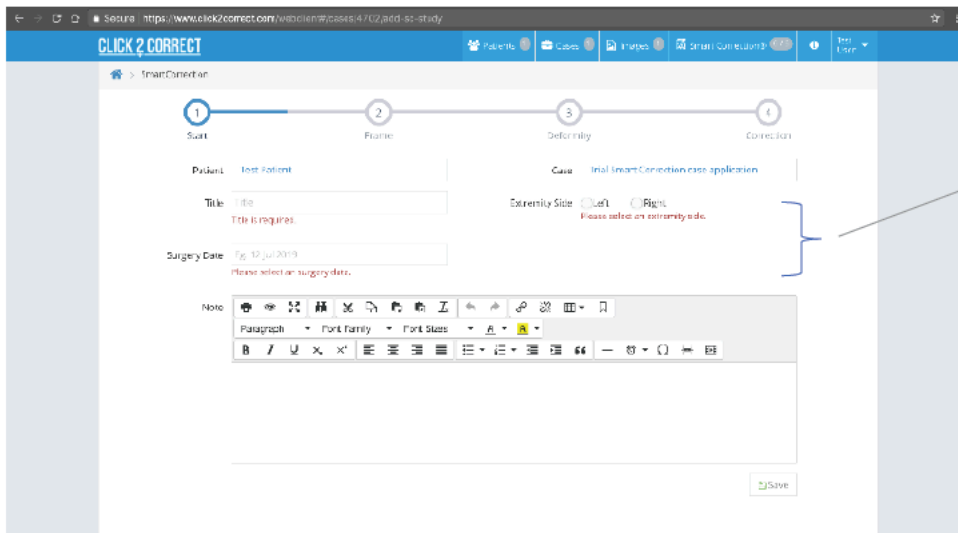 Secure https://www.click2correct.com/webclient/#/cases/4702/add-sc-study
CLICK 2 CORRECT
Patients Cases Images Smart Correction®
Test User
> SmartCorrection
1 2 3 4
Start Frame Deformity Correction
Patient Test Patient Case Trial Smart Correction case application
Title Title Extremity Side Left Right
Title is required. Please select an extremity side.
Surgery Date Eg. 12 Jul 2019
Please select an surgery date.
Note
Paragraph Font Family Font Sizes A A
B I U
Save